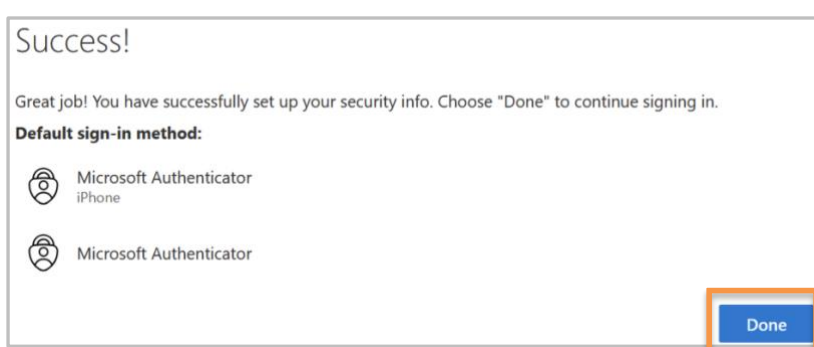 Success!
Great job! You have successfully set up your security info. Choose "Done" to continue signing in.
Default sign-in method:
Microsoft Authenticator
iPhone
Microsoft Authenticator
Done